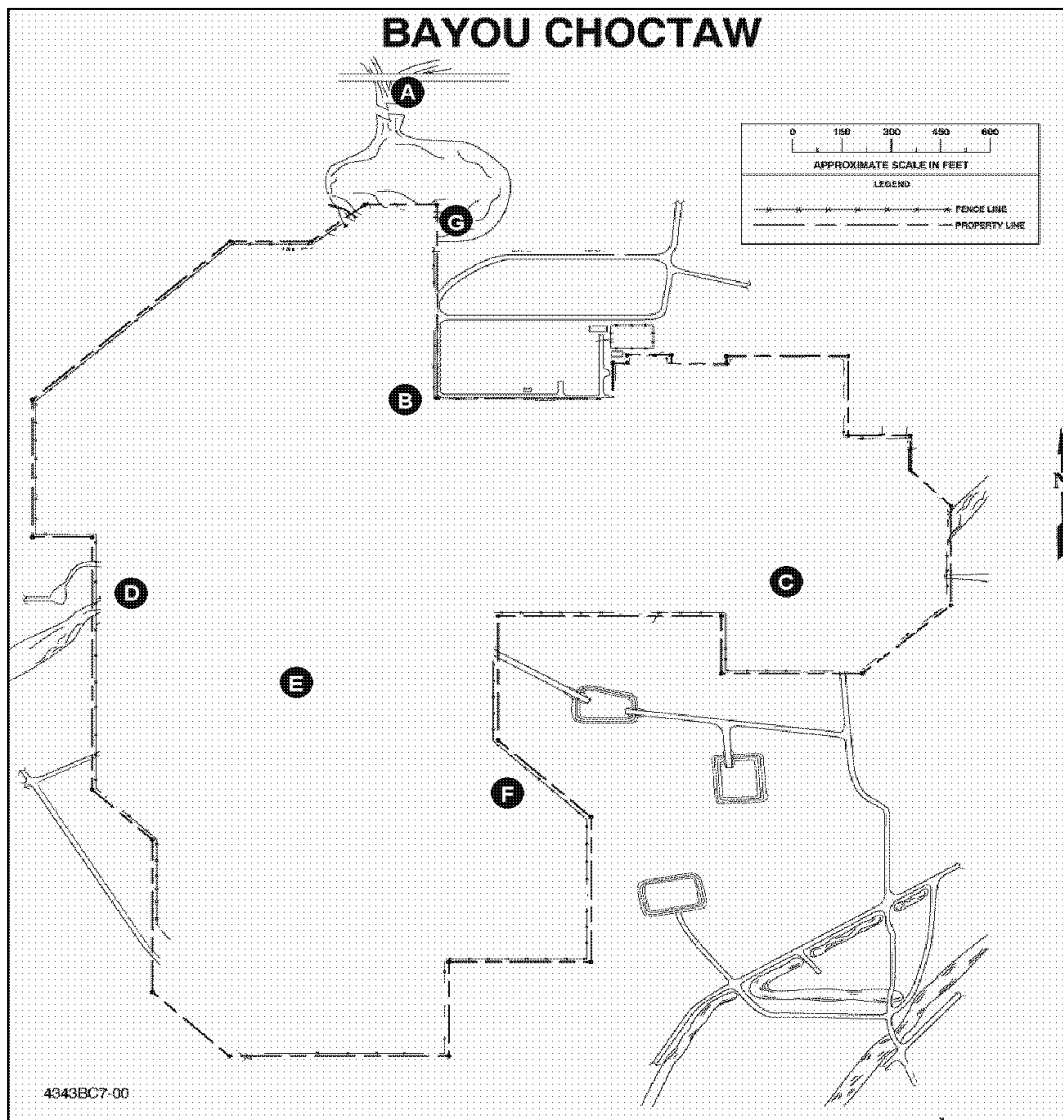 BAYOU CHOCTAW
A
0 150 300 450 600
APPROXIMATE SCALE IN FEET
LEGEND
FENCE LINE
PROPERTY LINE
G
B
N
C
D
E
F
4343BC7-00